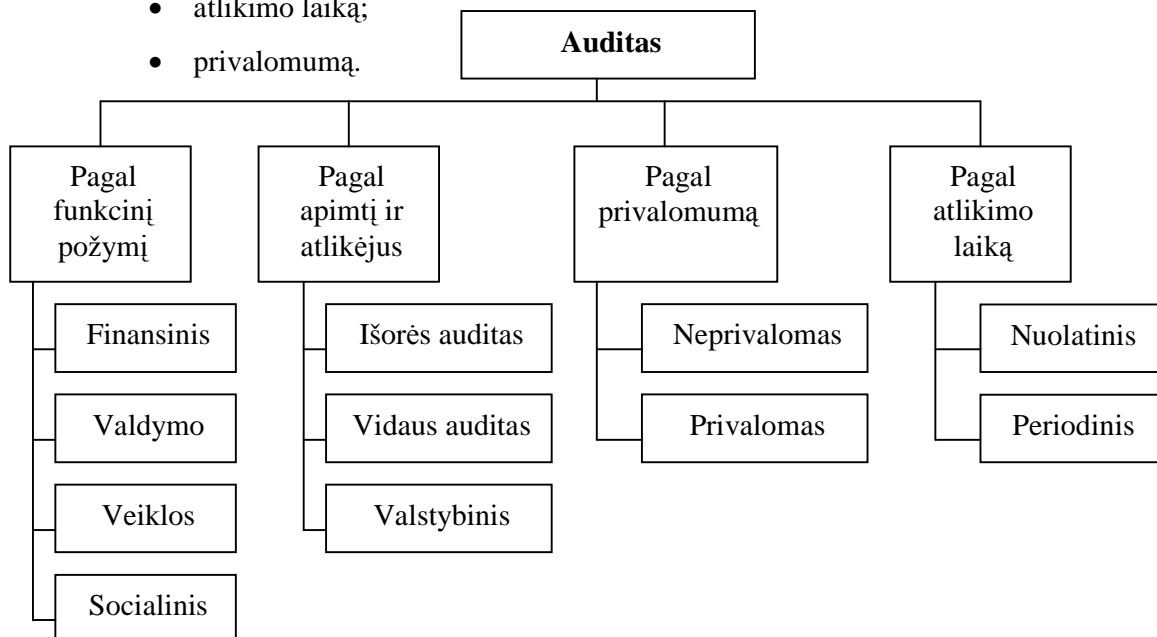 • atlikimo laiką;
• privalomumą.
Auditas
Pagal
funkcinį
požymį
Pagal
apimtį ir
atlikėjus
Pagal
privalomumą
Pagal
atlikimo
laiką
Finansinis
Valdymo
Veiklos
Socialinis
Išorės auditas
Vidaus auditas
Valstybinis
Neprivalomas
Privalomas
Nuolatinis
Periodinis